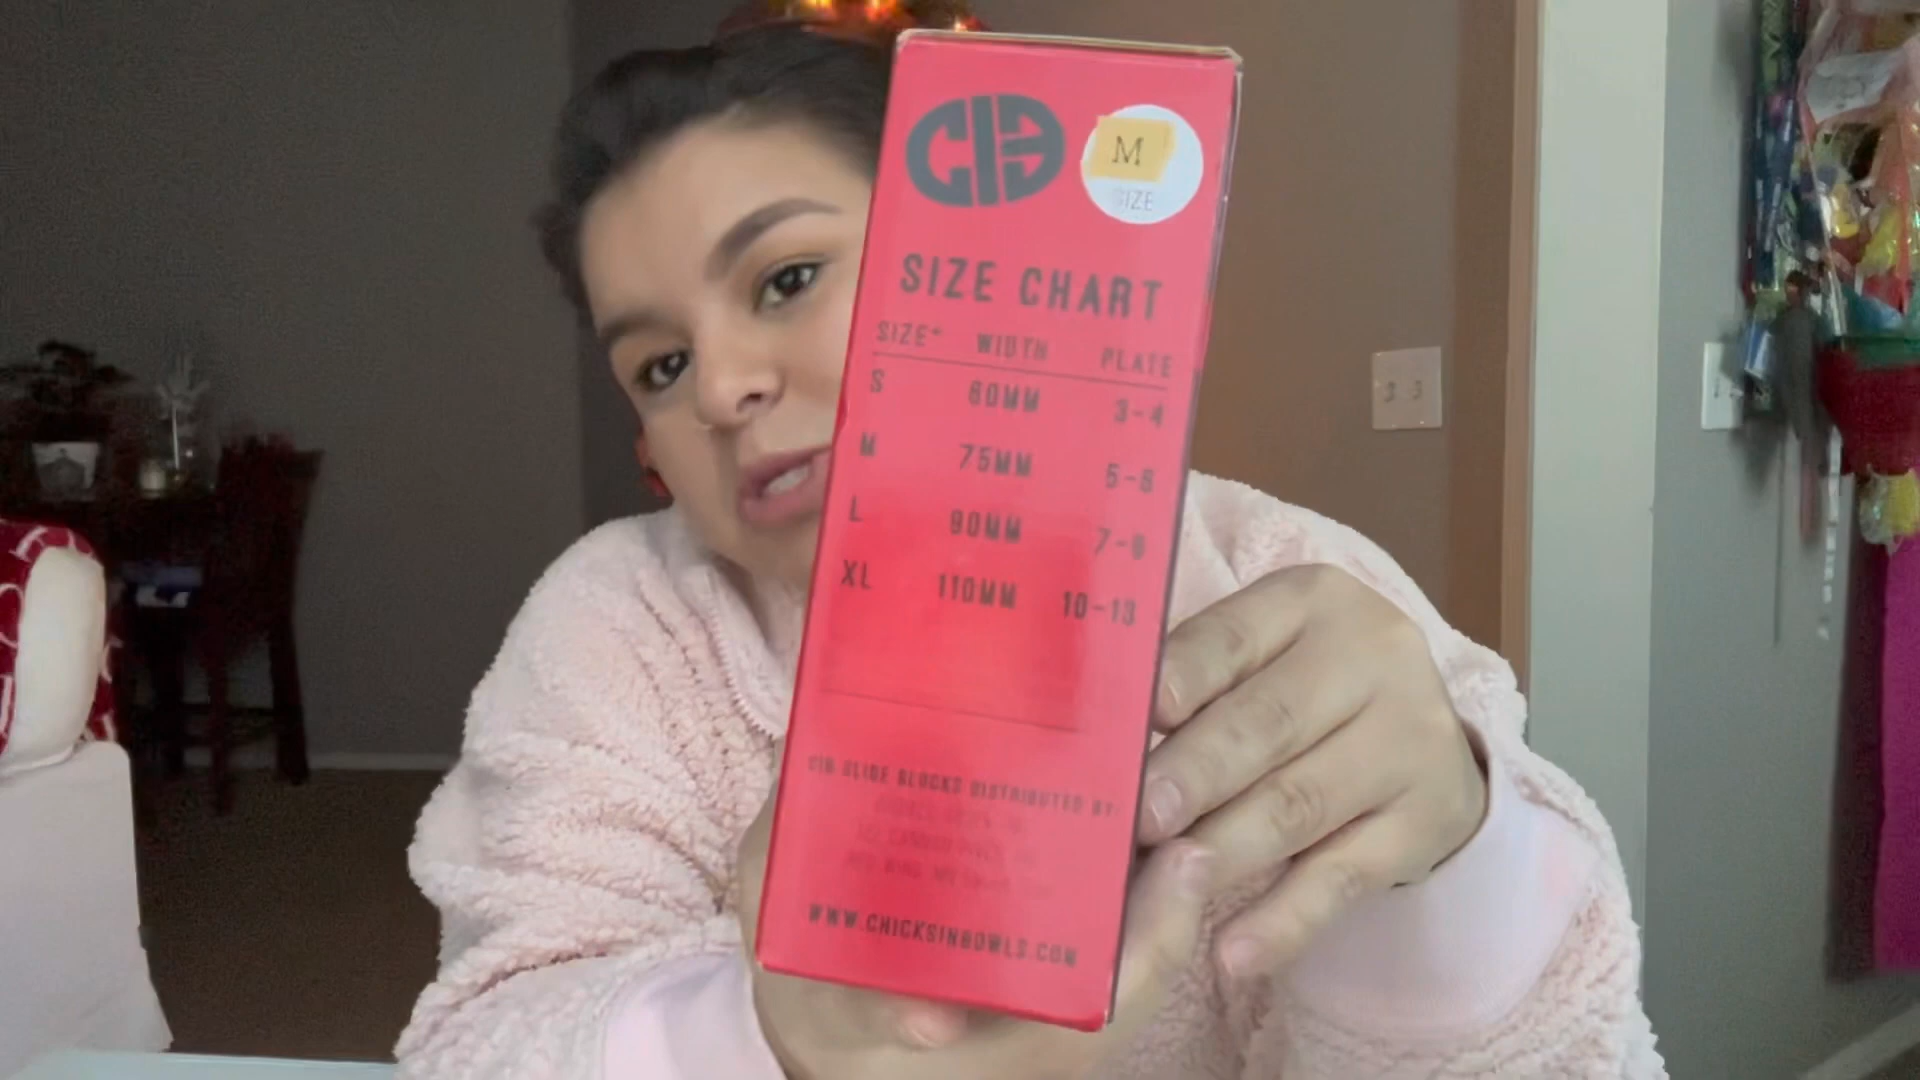 CIB
M
SIZE
SIZE CHART
SIZE* WIDTH PLATE
S 60MM 3-4
M 75MM 5-6
L 90MM 7-9
XL 110MM 10-13
CIB SLIDE BLOCKS DISTRIBUTED BY:
WWW.CHICKSINBOWLS.COM